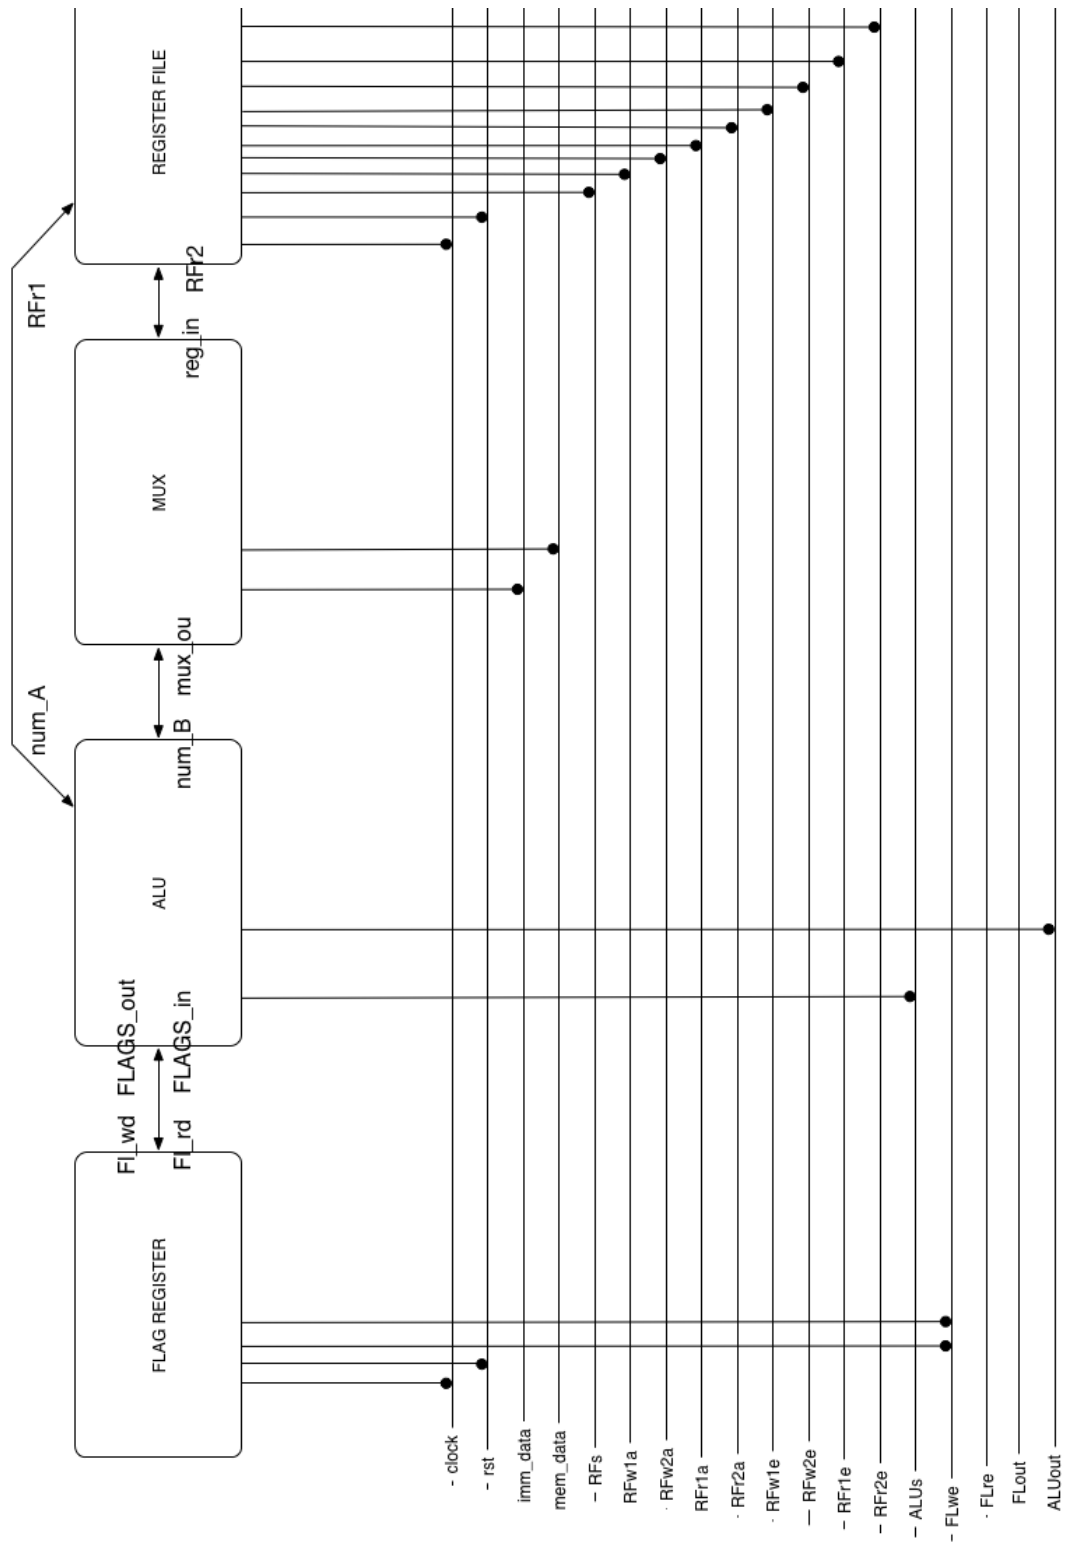 REGISTER FILE
RFr1
RFr2
reg_in
MUX
mux_ou
num_A
num_B
ALU
FLAGS_out
FLAGS_in
Fl_wd
Fl_rd
FLAG REGISTER
- clock
- rst
imm_data
mem_data
- RFs
RFw1a
RFw2a
RFr1a
RFr2a
RFw1e
RFw2e
- RFr1e
- RFr2e
- ALUs
- FLwe
FLre
FLout
ALUout